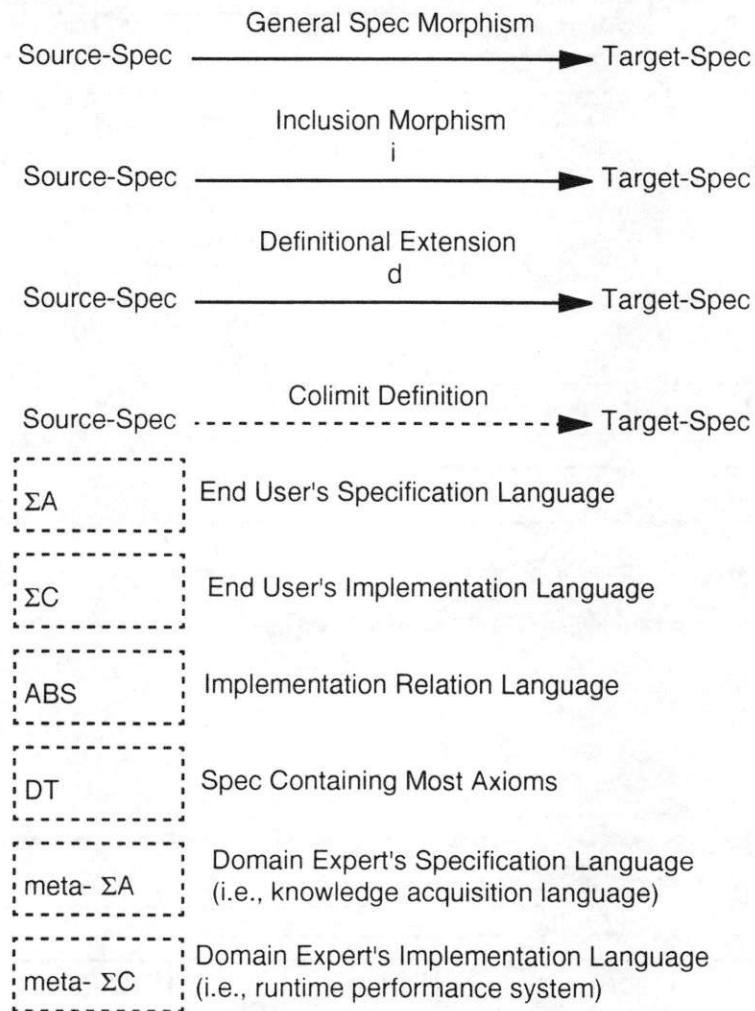 General Spec Morphism
Source-Spec Target-Spec
Inclusion Morphism
i
Source-Spec Target-Spec
Definitional Extension
d
Source-Spec Target-Spec
Colimit Definition
Source-Spec Target-Spec
ΣA End User's Specification Language
ΣC End User's Implementation Language
ABS Implementation Relation Language
DT Spec Containing Most Axioms
meta- ΣA Domain Expert's Specification Language
(i.e., knowledge acquisition language)
meta- ΣC Domain Expert's Implementation Language
(i.e., runtime performance system)